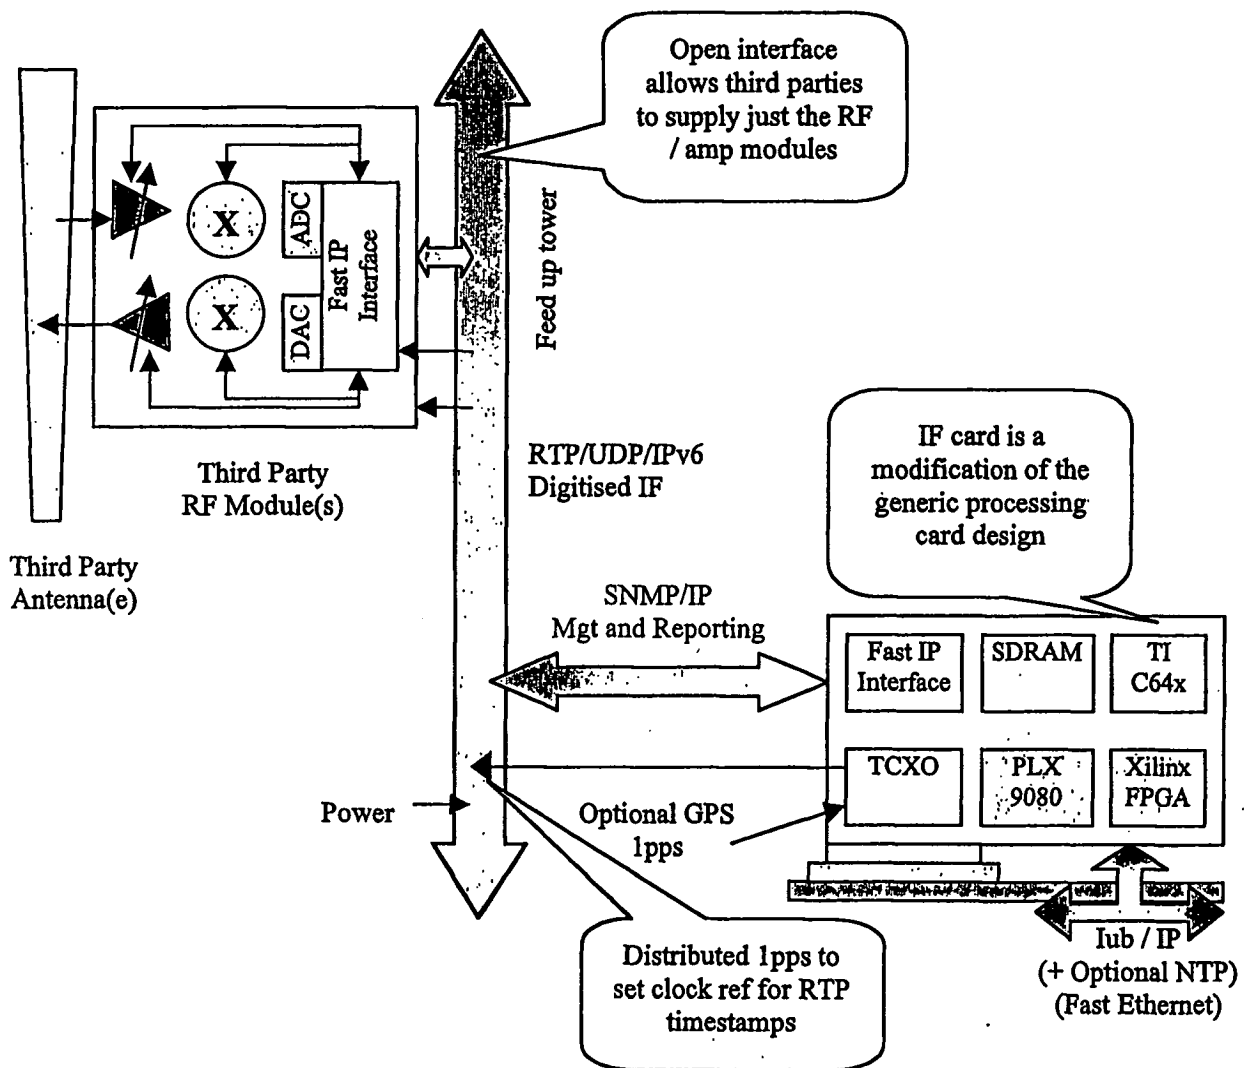 Open interface
allows third parties
to supply just the RF
/ amp modules
X
ADC
Fast IP
Interface
X
DAC
Feed up tower
Third Party
RF Module(s)
RTP/UDP/IPv6
Digitised IF
Third Party
Antenna(e)
IF card is a
modification of the
generic processing
card design
SNMP/IP
Mgt and Reporting
Fast IP
Interface
SDRAM
TI
C64x
TCXO
PLX
9080
Xilinx
FPGA
Power
Optional GPS
1pps
Distributed 1pps to
set clock ref for RTP
timestamps
Iub / IP
(+ Optional NTP)
(Fast Ethernet)